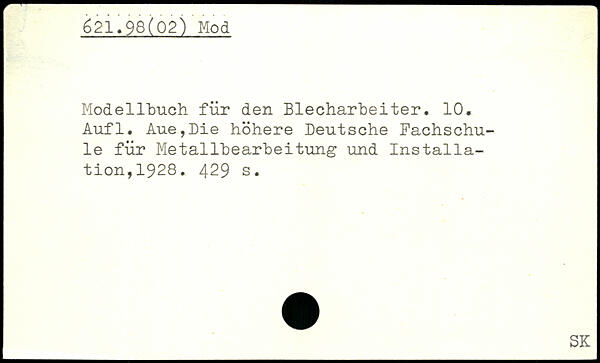 621.98(02) Mod
Modellbuch für den Blecharbeiter. 10.
Aufl. Aue,Die höhere Deutsche Fachschu-
le für Metallbearbeitung und Installa-
tion,1928. 429 s.
SK